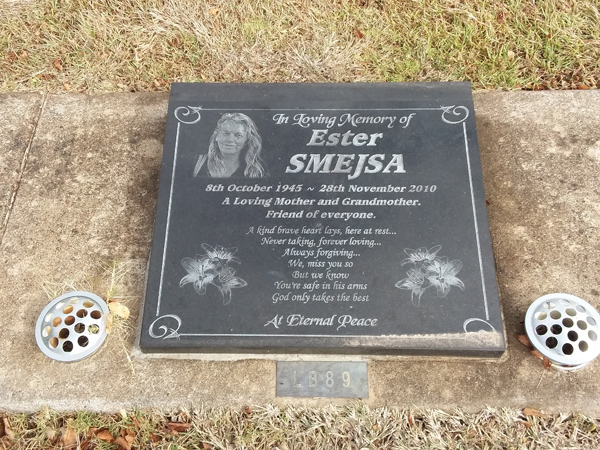 In Loving Memory of
Ester
SMEJSA
8th October 1945 ~ 28th November 2010
A Loving Mother and Grandmother.
Friend of everyone.
A kind brave heart lays, here at rest...
Never taking, forever loving...
Always forgiving...
We, miss you so
But we know
You're safe in his arms
God only takes the best
At Eternal Peace